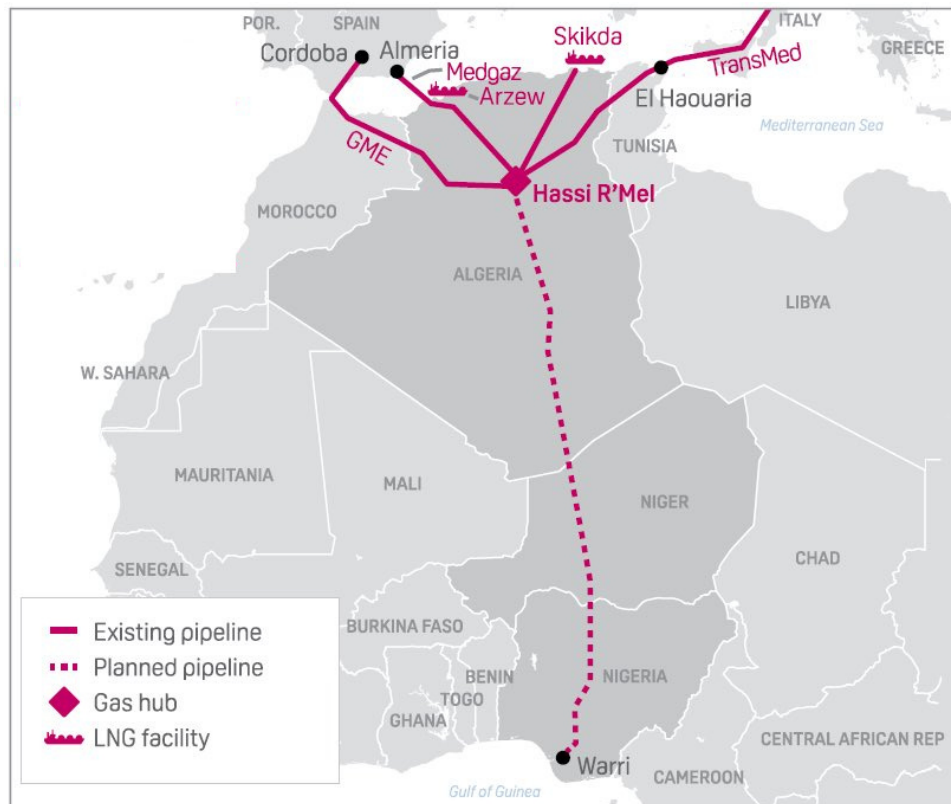 POR.
SPAIN
ITALY
GREECE
Cordoba
Almeria
Skikda
Medgaz
Arzew
TransMed
El Haouaria
GME
Mediterranean Sea
TUNISIA
Hassi R'Mel
MOROCCO
ALGERIA
LIBYA
W. SAHARA
MAURITANIA
MALI
NIGER
CHAD
SENEGAL
BURKINA FASO
BENIN
TOGO
GHANA
NIGERIA
Warri
CENTRAL AFRICAN REP
CAMEROON
Gulf of Guinea
Existing pipeline
Planned pipeline
Gas hub
LNG facility